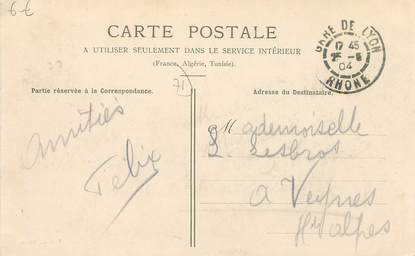 6-€
CARTE POSTALE
A UTILISER SEULEMENT DANS LE SERVICE INTÉRIEUR
(France, Algérie, Tunisie).
GARE DE LYON
04
RHONE
Partie réservée à la Correspondance.
Adresse du Destinataire.
Amitiés
Félix
Mademoiselle
Lesbros
a Veynes
Htes Alpes